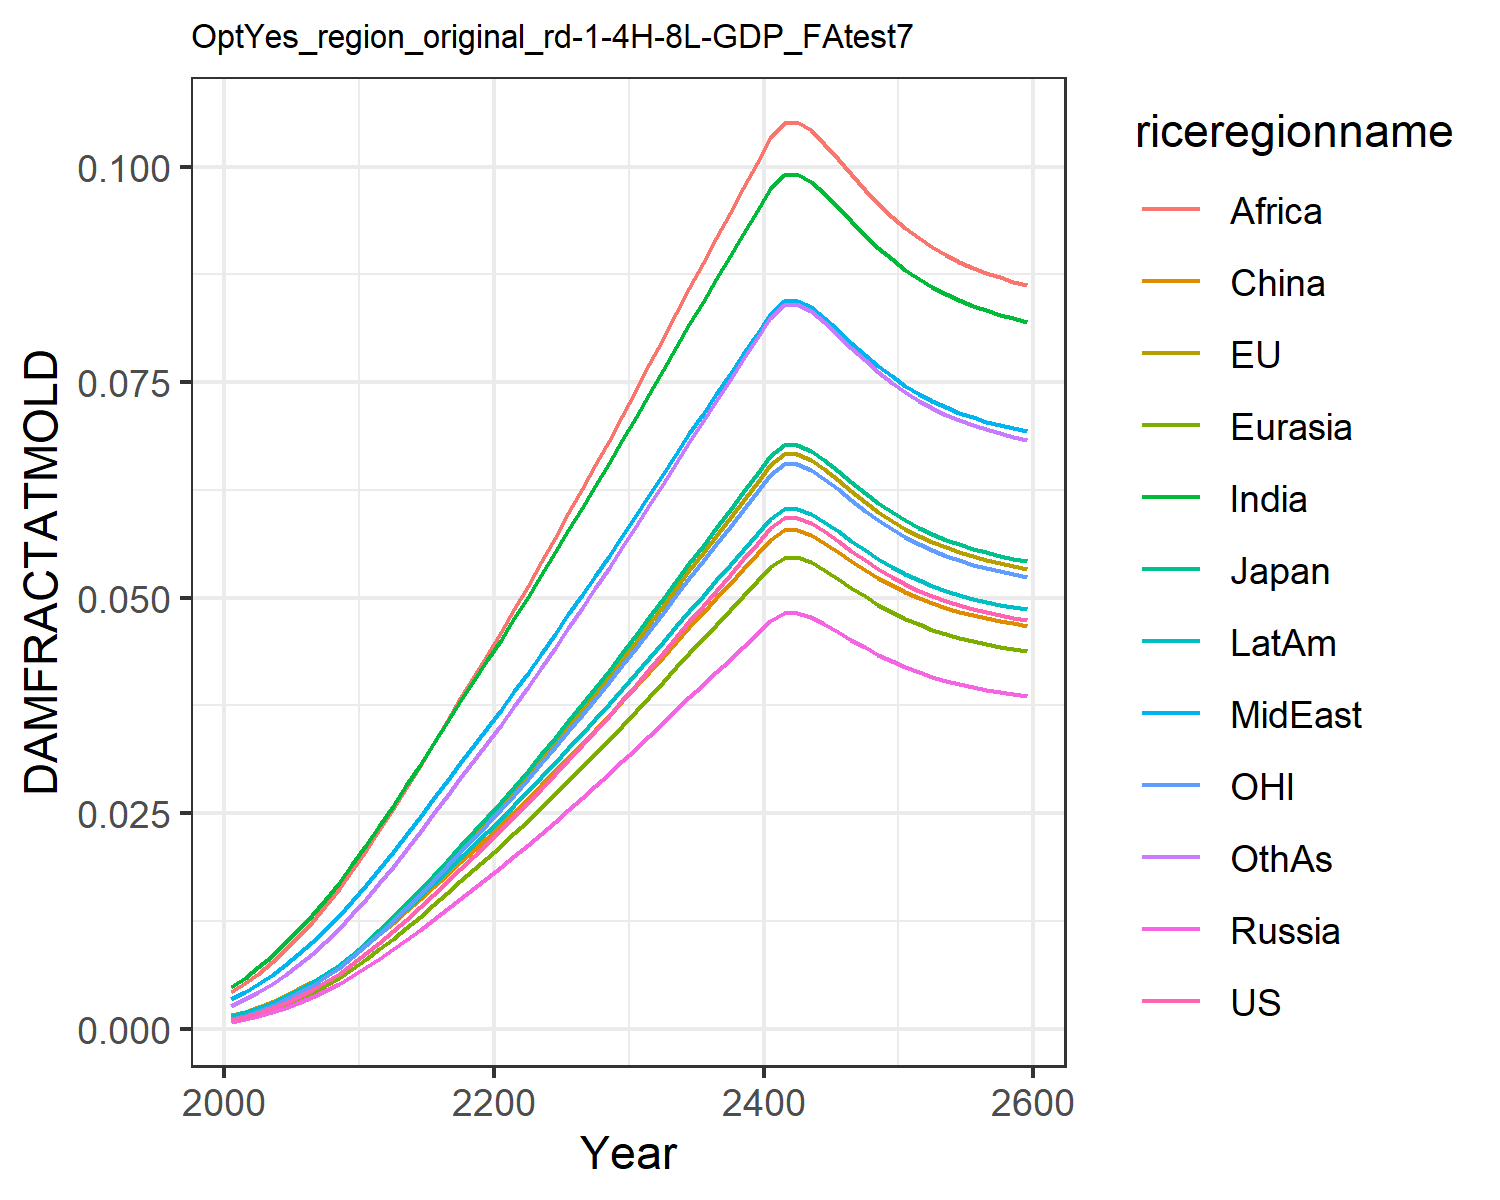 OptYes_region_original_rd-1-4H-8L-GDP_FAtest7
DAMFRACTATMOLD
0.100
0.075
0.050
0.025
0.000
2000
2200
2400
2600
Year
riceregionname
Africa
China
EU
Eurasia
India
Japan
LatAm
MidEast
OHI
OthAs
Russia
US